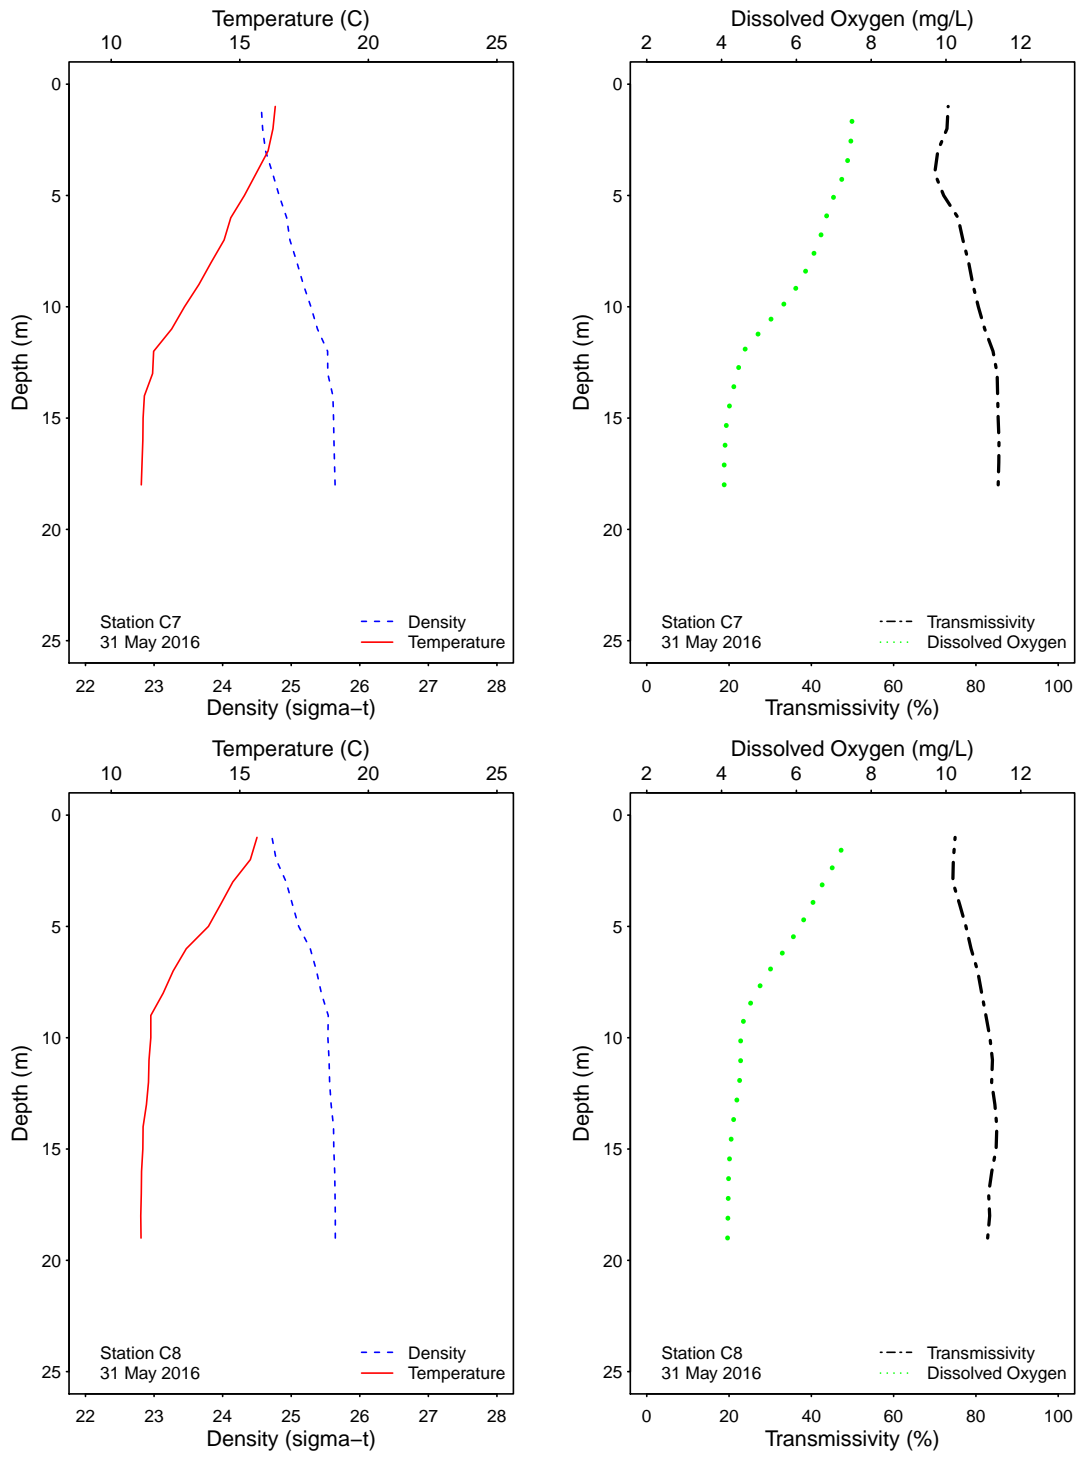 Temperature (C)
10 15 20 25
0
5
10
15
20
25
Depth (m)
Station C7
31 May 2016
Density
Temperature
22 23 24 25 26 27 28
Density (sigma−t)
Dissolved Oxygen (mg/L)
2 4 6 8 10 12
0
5
10
15
20
25
Depth (m)
Station C7
31 May 2016
Transmissivity
Dissolved Oxygen
0 20 40 60 80 100
Transmissivity (%)
Temperature (C)
10 15 20 25
0
5
10
15
20
25
Depth (m)
Station C8
31 May 2016
Density
Temperature
22 23 24 25 26 27 28
Density (sigma−t)
Dissolved Oxygen (mg/L)
2 4 6 8 10 12
0
5
10
15
20
25
Depth (m)
Station C8
31 May 2016
Transmissivity
Dissolved Oxygen
0 20 40 60 80 100
Transmissivity (%)